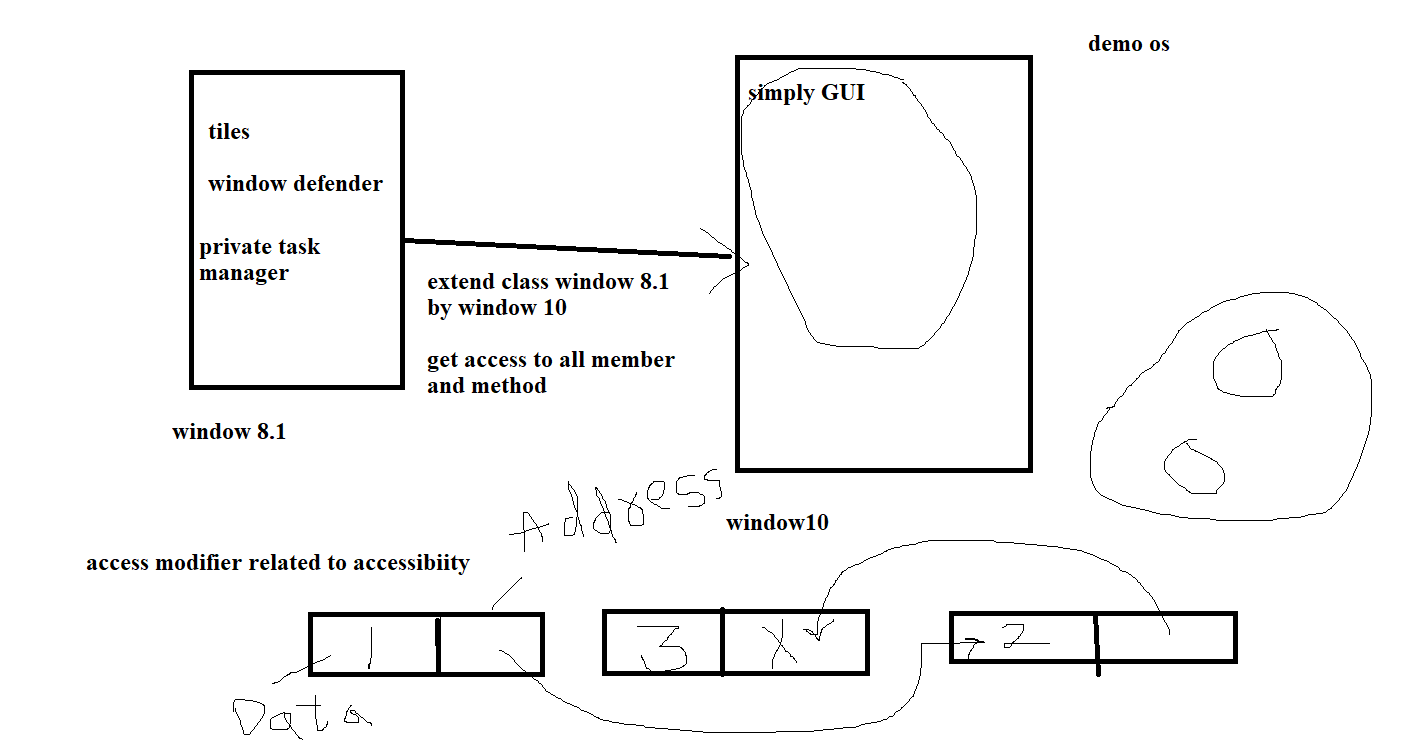 demo os
simply GUI
tiles
window defender
private task
manager
extend class window 8.1
by window 10
get access to all member
and method
window 8.1
Address
window10
access modifier related to accessibiity
1
3 X
2
Data